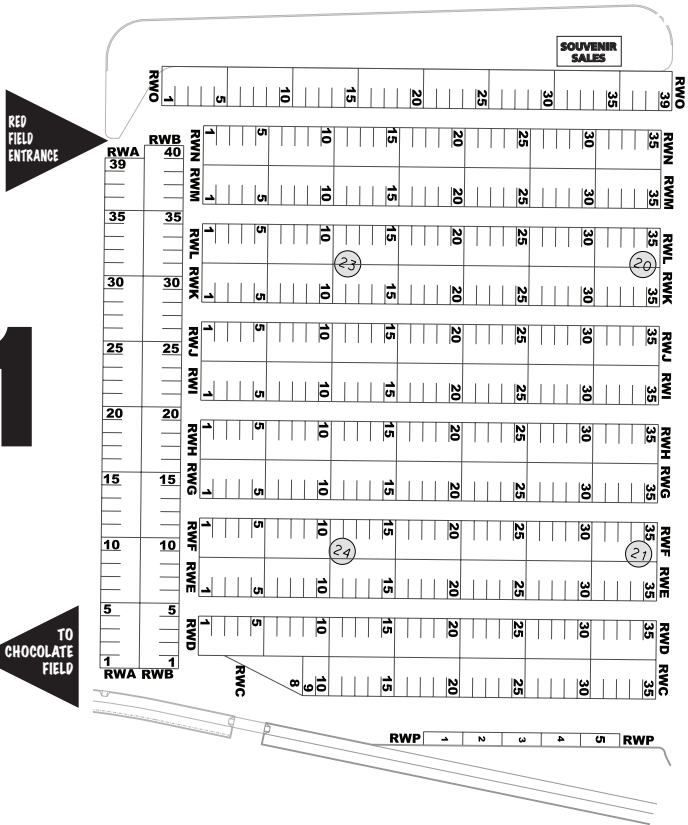 SOUVENIR
SALES
RWO 1 5 10 15 20 25 30 35 39 RWO
RED
FIELD
ENTRANCE
RWA RWB
39 40
35 35
30 30
25 25
20 20
15 15
10 10
5 5
1 1
RWA RWB
RWN 1 5 10 15 20 25 30 35 RWN
RWM 1 5 10 15 20 25 30 35 RWM
RWL 1 5 10 15 20 25 30 35 RWL
23 20
RWK 1 5 10 15 20 25 30 35 RWK
1
RWJ 1 5 10 15 20 25 30 35 RWJ
RWI 1 5 10 15 20 25 30 35 RWI
RWH 1 5 10 15 20 25 30 35 RWH
RWG 1 5 10 15 20 25 30 35 RWG
RWF 1 5 10 15 20 25 30 35 RWF
24 21
RWE 1 5 10 15 20 25 30 35 RWE
RWD 1 5 10 15 20 25 30 35 RWD
RWC 8 9 10 15 20 25 30 35 RWC
TO
CHOCOLATE
FIELD
RWP 1 2 3 4 5 RWP